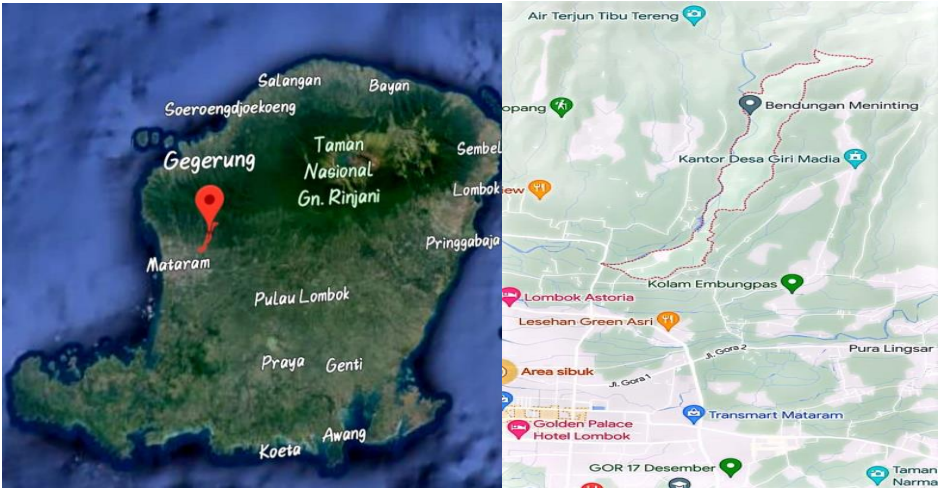 Salangan
Bayan
Soeroengdjoekoeng
Gegerung
Taman
Nasional
Gn. Rinjani
Sembel
Lombok
Pringgabaja
Mataram
Pulau Lombok
Praya
Genti
Awang
Koeta
Air Terjun Tibu Tereng
opang
Bendungan Meninting
Kantor Desa Giri Madia
ew
Kolam Embungpas
Lombok Astoria
Lesehan Green Asri
Jl. Gora 2
Pura Lingsar
Area sibuk
Jl. Gora 1
Transmart Mataram
Golden Palace
Hotel Lombok
GOR 17 Desember
Taman
Narma